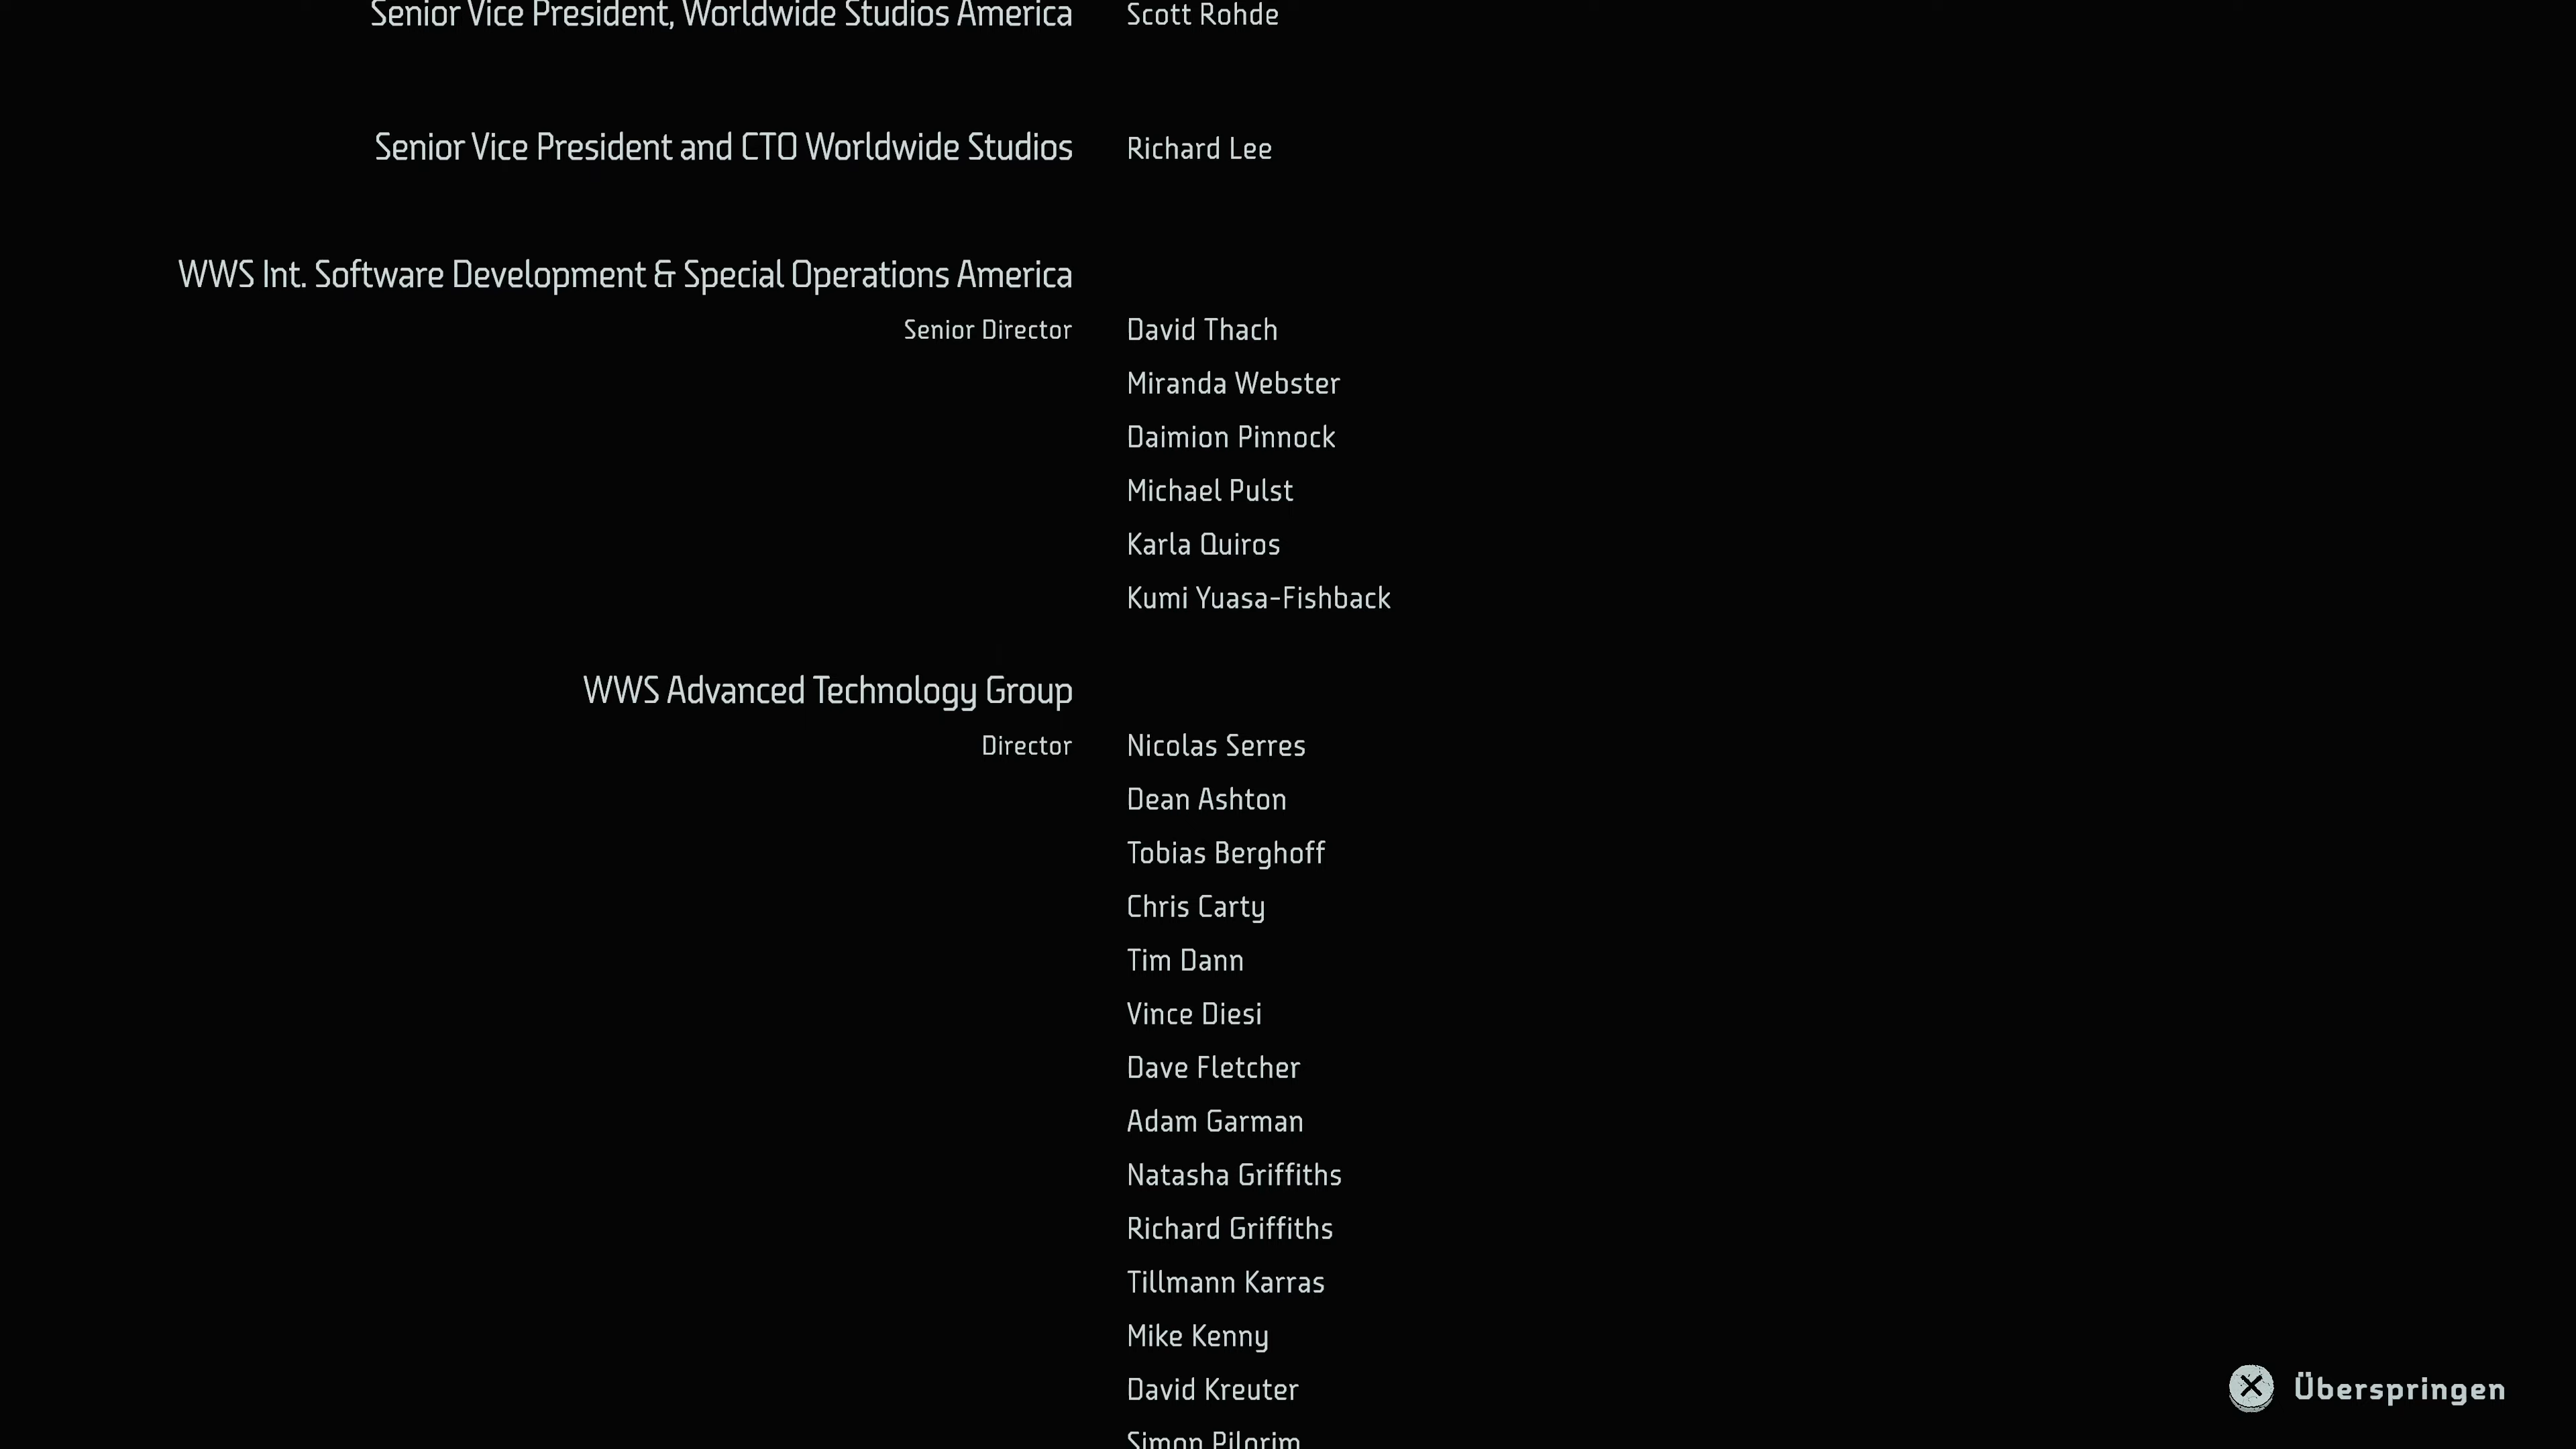 Senior Vice President, Worldwide Studios America Scott Rohde
Senior Vice President and CTO Worldwide Studios Richard Lee
WWS Int. Software Development & Special Operations America
Senior Director David Thach
Miranda Webster
Daimion Pinnock
Michael Pulst
Karla Quiros
Kumi Yuasa-Fishback
WWS Advanced Technology Group
Director Nicolas Serres
Dean Ashton
Tobias Berghoff
Chris Carty
Tim Dann
Vince Diesi
Dave Fletcher
Adam Garman
Natasha Griffiths
Richard Griffiths
Tillmann Karras
Mike Kenny
David Kreuter
Simon Pilgrim
Überspringen